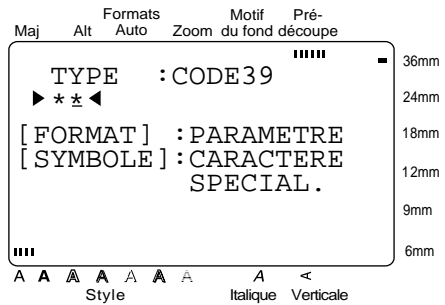 Maj Alt Formats Auto Zoom Motif du fond Pré-découpe
TYPE :CODE39
▶**◀
[FORMAT] :PARAMETRE
[SYMBOLE]:CARACTERE
SPECIAL.
36mm
24mm
18mm
12mm
9mm
6mm
A A A A A A A A A
Style Italique Verticale